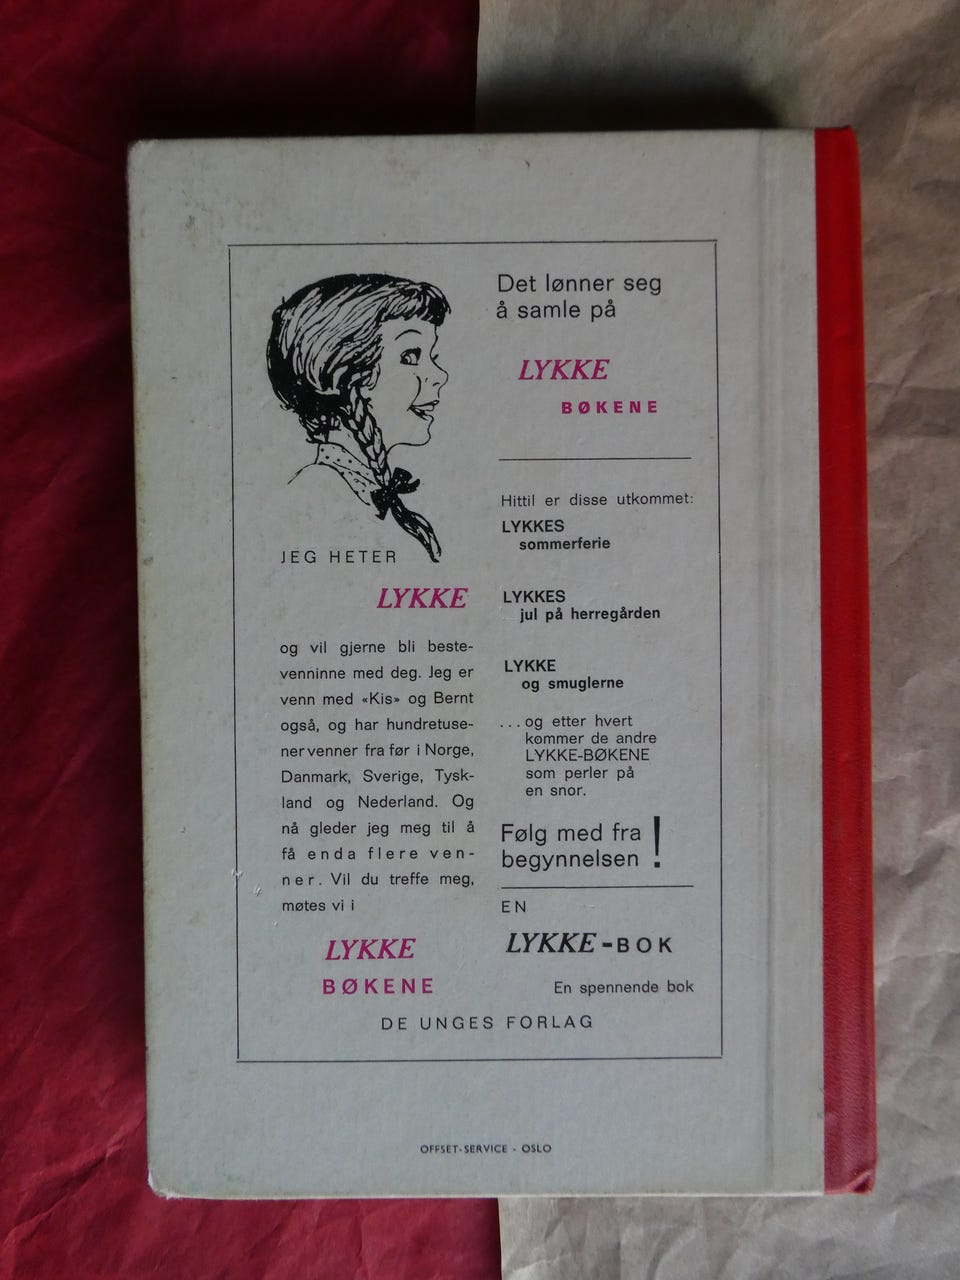 JEG HETER
LYKKE
og vil gjerne bli beste-
venninne med deg. Jeg er
venn med «Kis» og Bernt
også, og har hundretuse-
ner venner fra før i Norge,
Danmark, Sverige, Tysk-
land og Nederland. Og
nå gleder jeg meg til å
få enda flere ven-
ner. Vil du treffe meg,
møtes vi i
LYKKE
BØKENE
Det lønner seg
å samle på
LYKKE
BØKENE
Hittil er disse utkommet:
LYKKES
sommerferie
LYKKES
jul på herregården
LYKKE
og smuglerne
... og etter hvert
kommer de andre
LYKKE-BØKENE
som perler på
en snor.
Følg med fra
begynnelsen !
EN
LYKKE-BOK
En spennende bok
DE UNGES FORLAG
OFFSET-SERVICE - OSLO